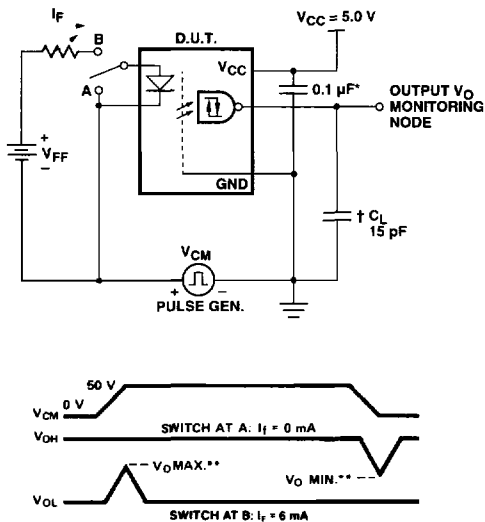 I_F
D.U.T.
V_CC = 5.0 V
B
A
V_CC
0.1 µF*
OUTPUT V_O
MONITORING
NODE
+
V_FF
–
GND
† C_L
15 pF
V_CM
+
–
PULSE GEN.
50 V
V_CM
0 V
SWITCH AT A: I_f = 0 mA
V_OH
V_O MAX.**
V_O MIN.**
V_OL
SWITCH AT B: I_F = 6 mA